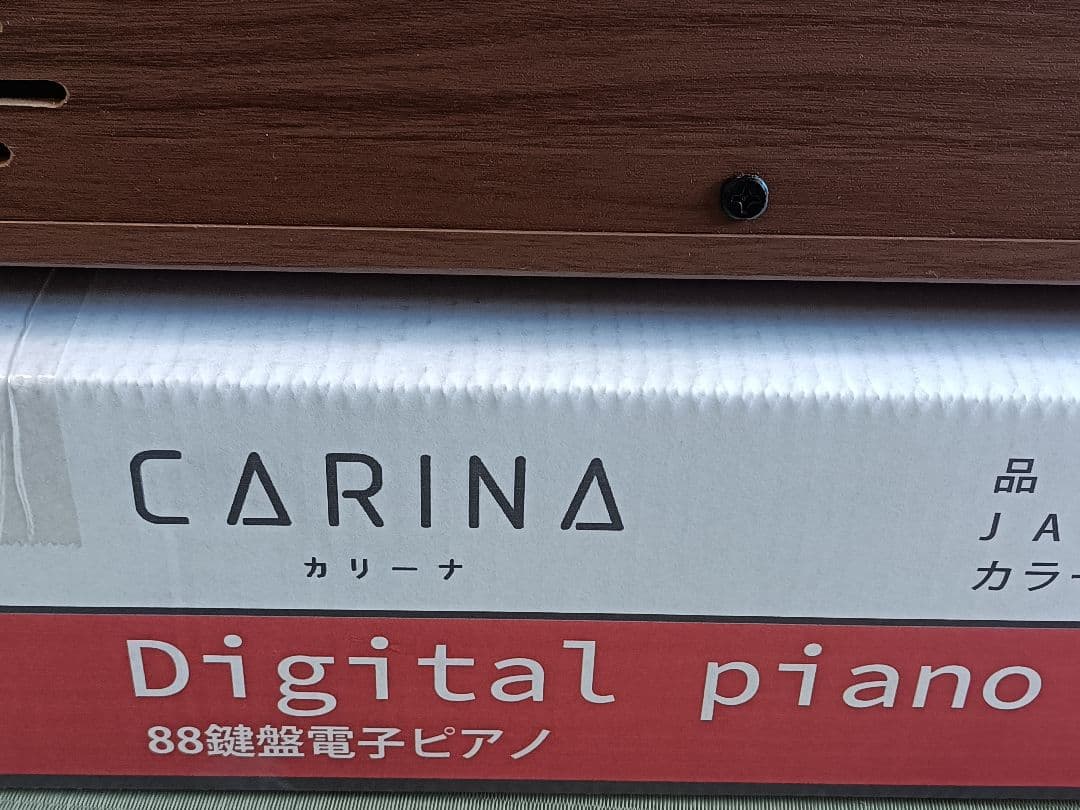 CARINA
カリーナ
品
JA
カラー
Digital piano
88鍵盤電子ピアノ